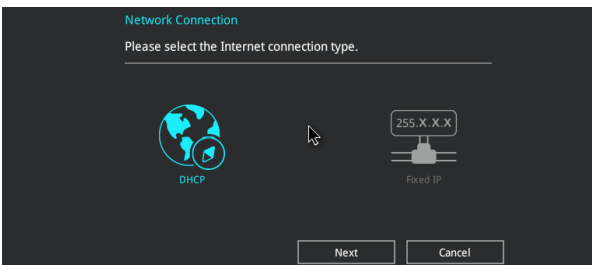 Network Connection
Please select the Internet connection type.
255.X.X.X
DHCP
Fixed IP
Next
Cancel